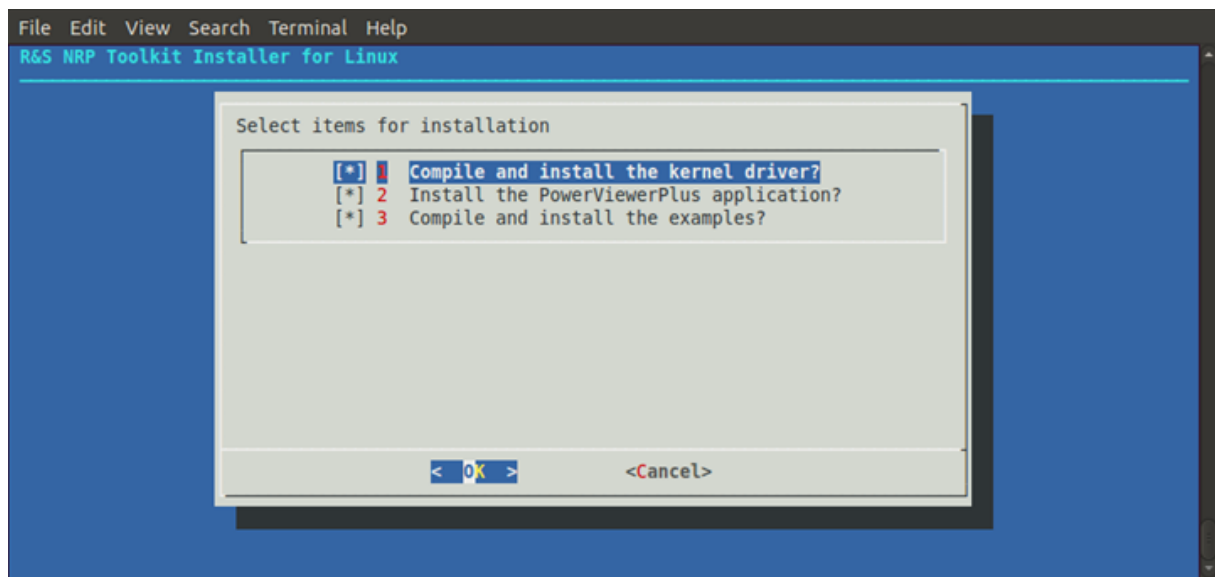 File Edit View Search Terminal Help
R&S NRP Toolkit Installer for Linux
Select items for installation
[*] 1 Compile and install the kernel driver?
[*] 2 Install the PowerViewerPlus application?
[*] 3 Compile and install the examples?
< OK > <Cancel>